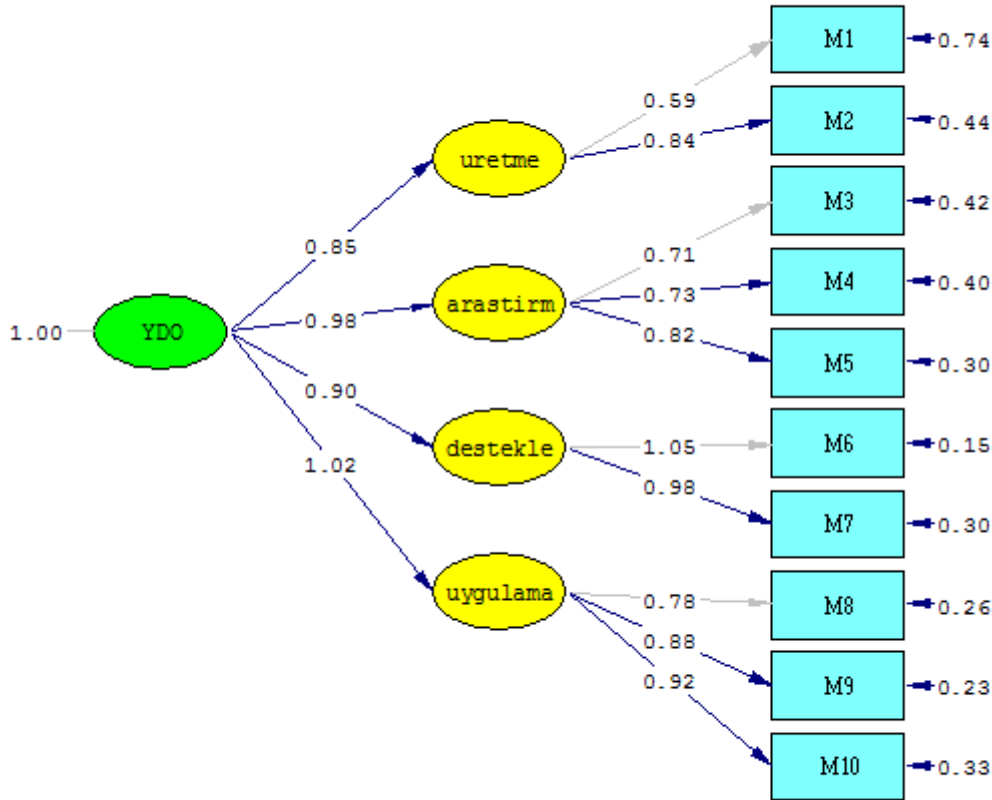 M1
0.74
0.59
M2
0.44
0.84
uretme
M3
0.42
0.85
0.71
M4
0.40
0.73
arastirm
0.98
0.82
1.00
YDO
M5
0.30
0.90
M6
0.15
1.05
destekle
1.02
0.98
M7
0.30
uygulama
0.78
M8
0.26
0.88
0.92
M9
0.23
M10
0.33